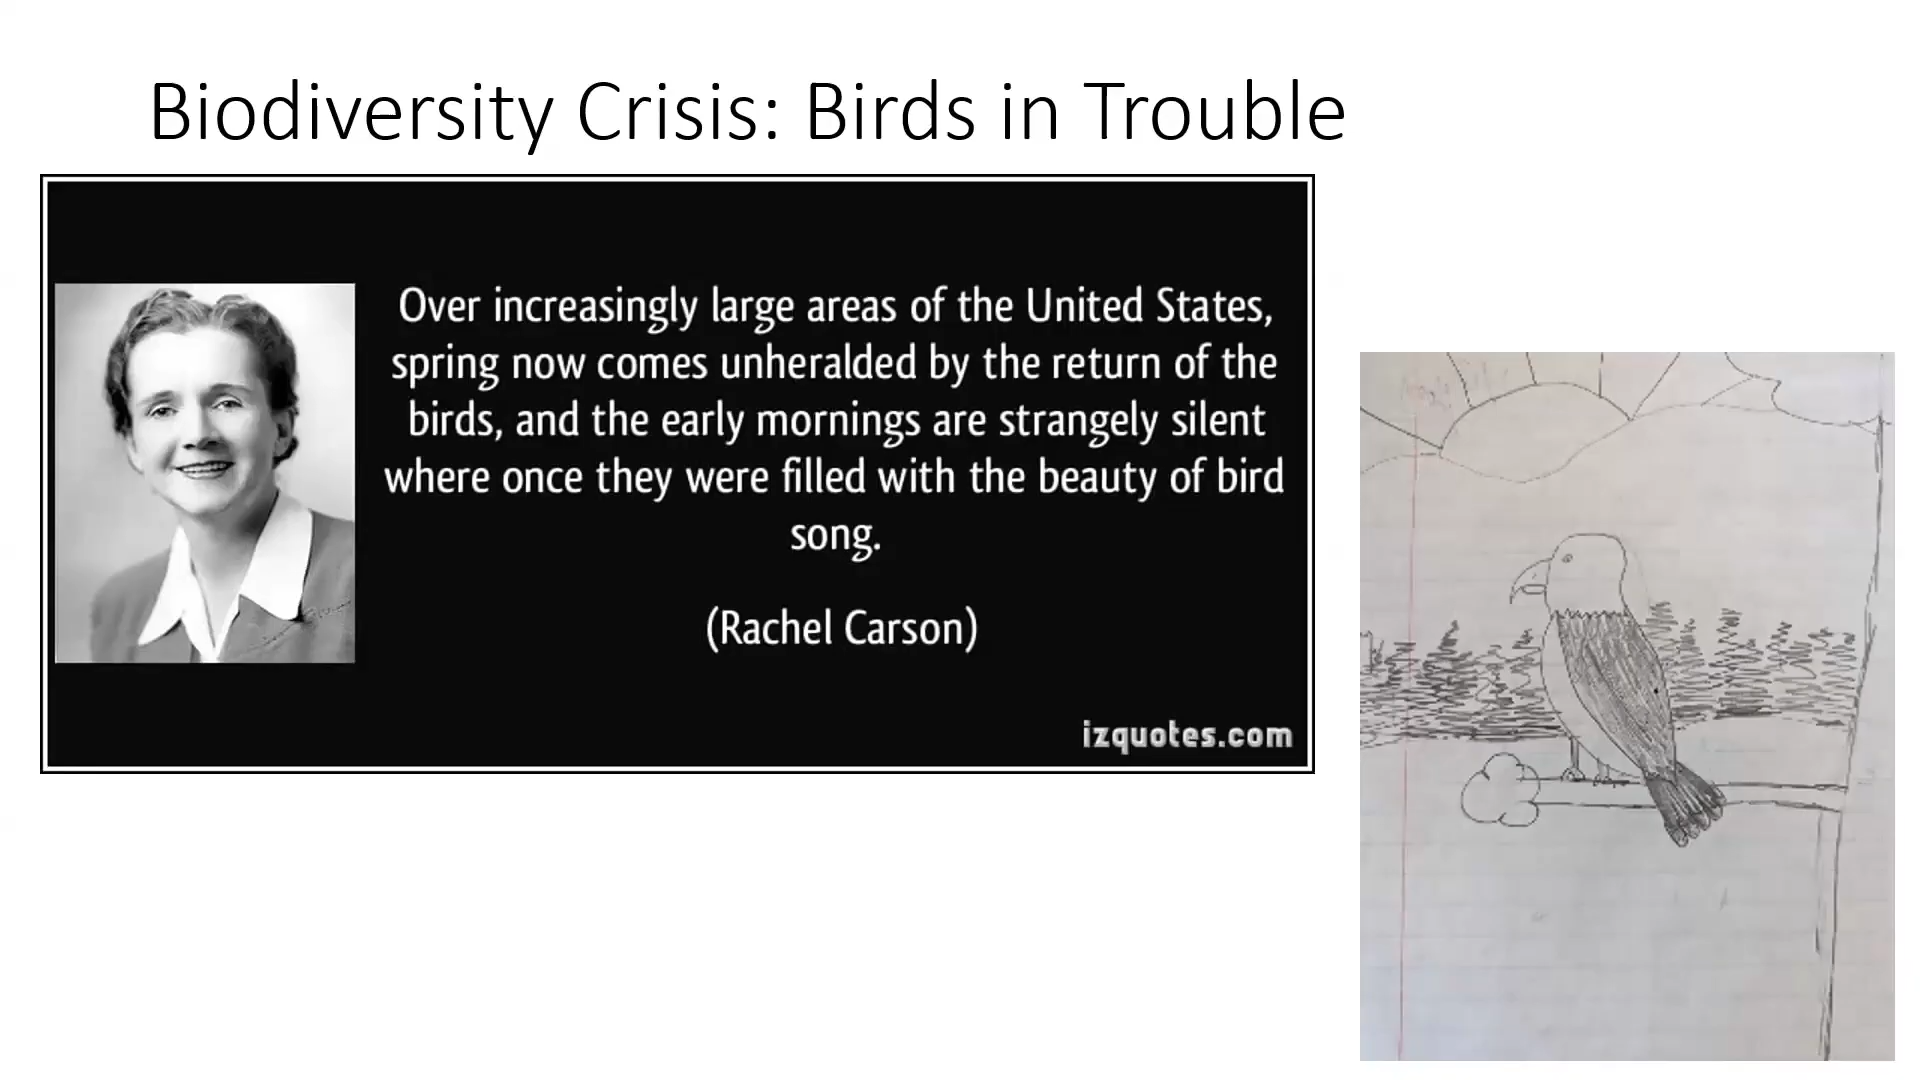 Biodiversity Crisis: Birds in Trouble
Over increasingly large areas of the United States,
spring now comes unheralded by the return of the
birds, and the early mornings are strangely silent
where once they were filled with the beauty of bird
song.
(Rachel Carson)
izquotes.com